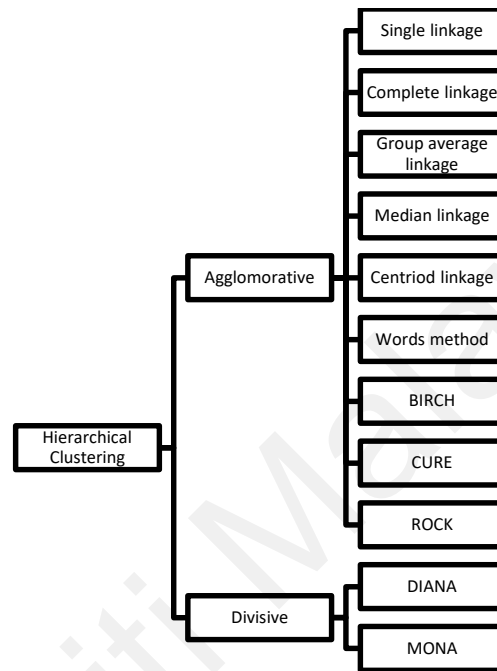 Single linkage
Complete linkage
Group average
linkage
Median linkage
Agglomorative
Centriod linkage
Words method
BIRCH
Hierarchical
Clustering
CURE
ROCK
DIANA
Divisive
MONA